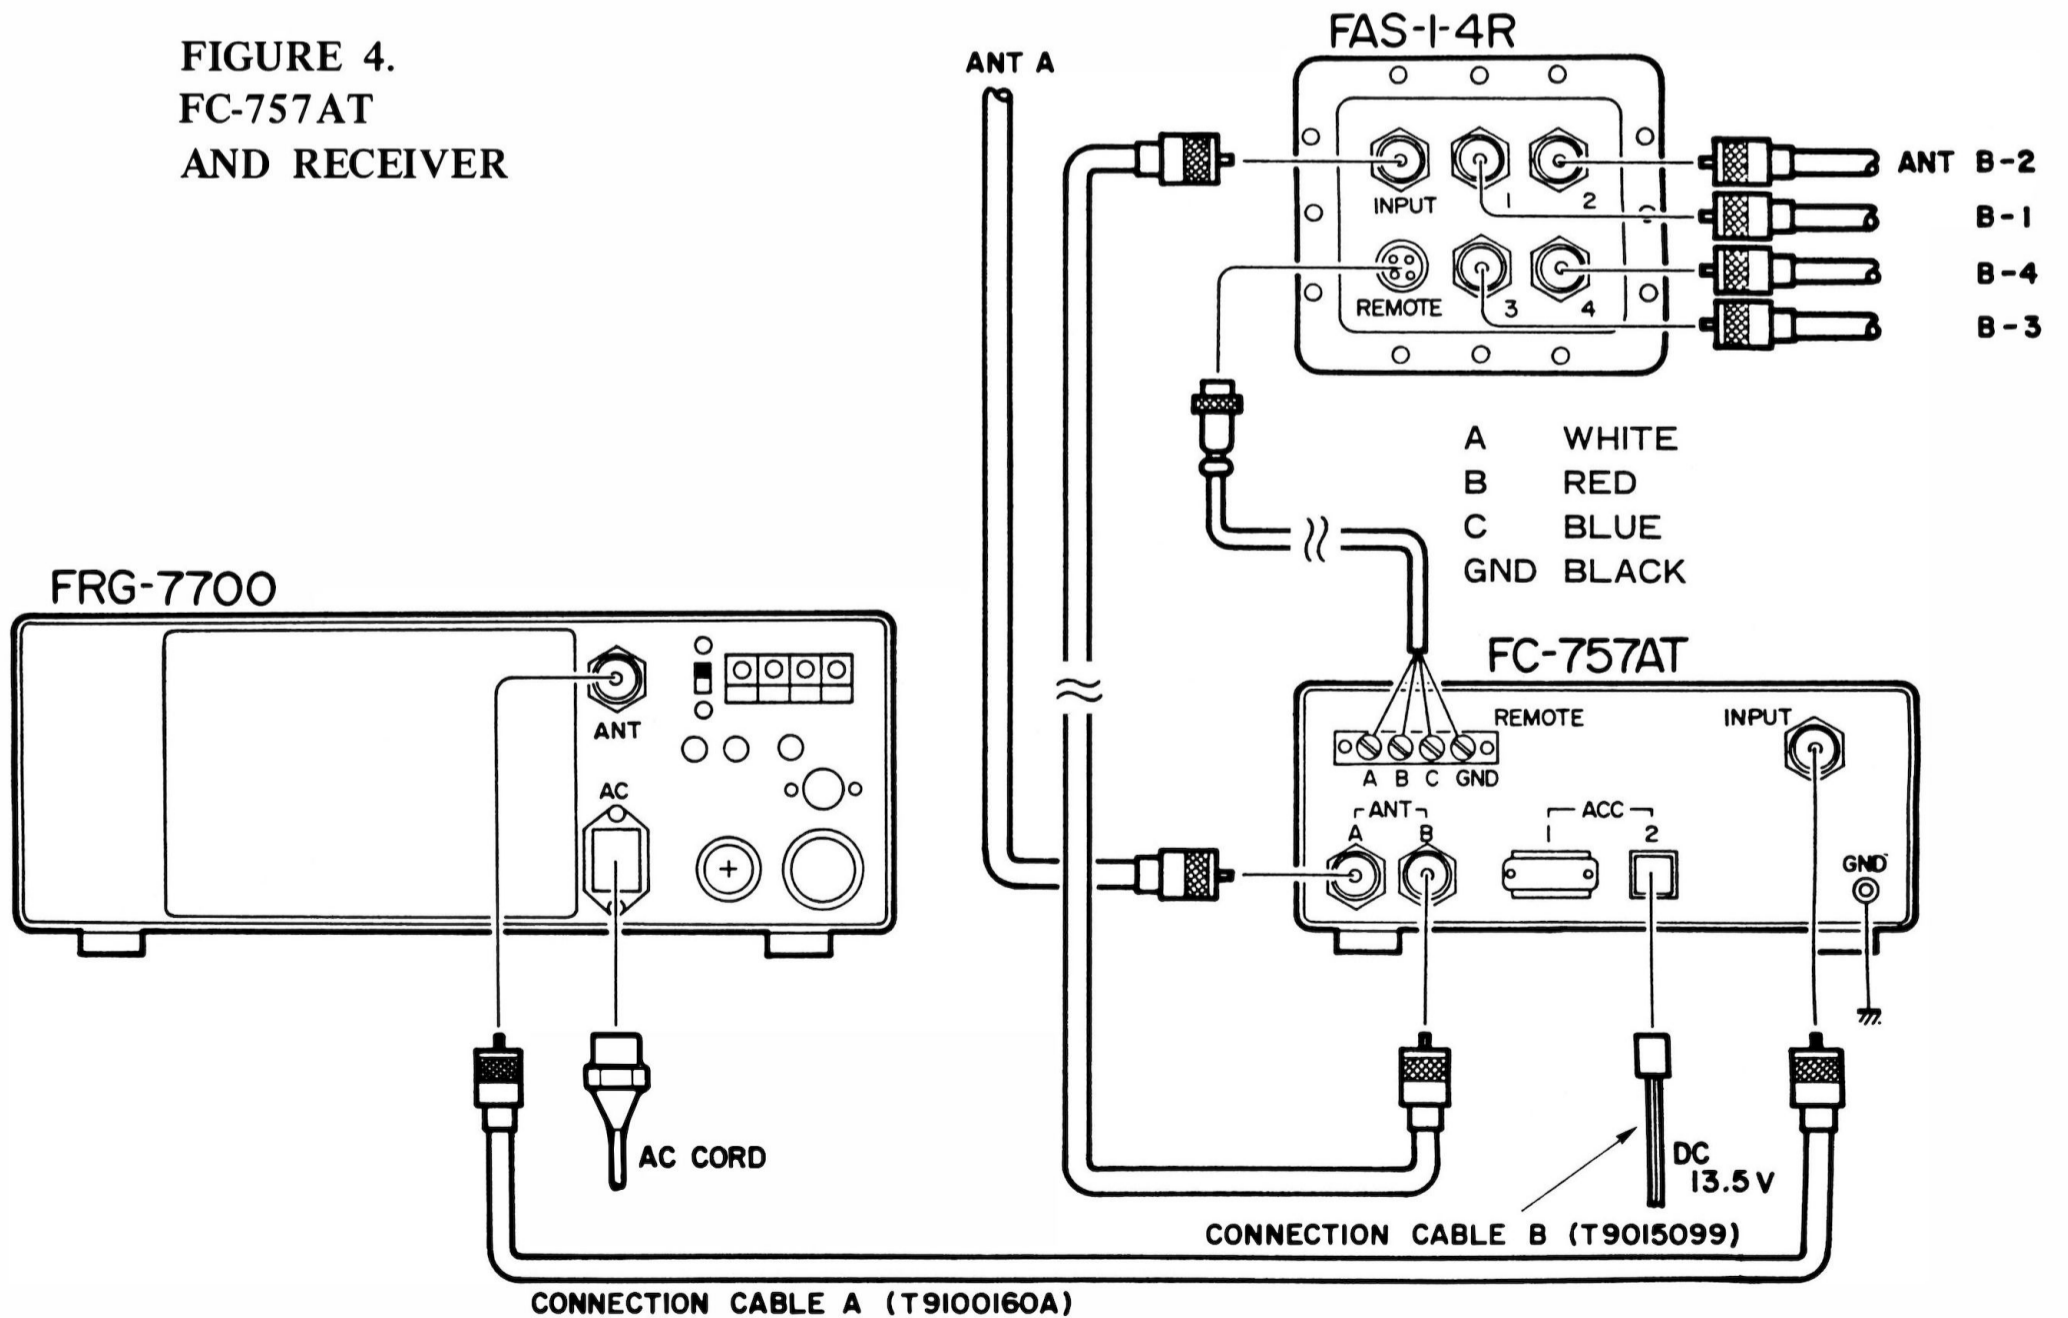 FIGURE 4.
FC-757AT
AND RECEIVER
FAS-1-4R
ANT A
INPUT
1
2
REMOTE
3
4
ANT B-2
B-1
B-4
B-3
A WHITE
B RED
C BLUE
GND BLACK
FRG-7700
ANT
AC
AC CORD
FC-757AT
REMOTE
INPUT
A B C GND
ANT
A B
ACC
1 2
GND
DC
13.5V
CONNECTION CABLE B (T9015099)
CONNECTION CABLE A (T9100160A)